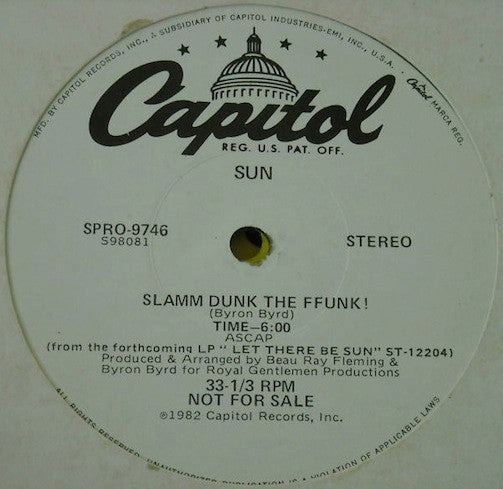 MFD. BY CAPITOL RECORDS, INC., A SUBSIDIARY OF CAPITOL INDUSTRIES-EMI, INC., U.S.A.
Capitol MARCA REG.
Capitol
REG. U.S. PAT. OFF.
SUN
SPRO-9746
S98081
STEREO
SLAMM DUNK THE FFUNK!
(Byron Byrd)
TIME—6:00
ASCAP
(from the forthcoming LP " LET THERE BE SUN" ST-12204)
Produced & Arranged by Beau Ray Fleming &
Byron Byrd for Royal Gentlemen Productions
33-1/3 RPM
NOT FOR SALE
℗1982 Capitol Records, Inc.
ALL RIGHTS RESERVED. UNAUTHORIZED DUPLICATION IS A VIOLATION OF APPLICABLE LAWS